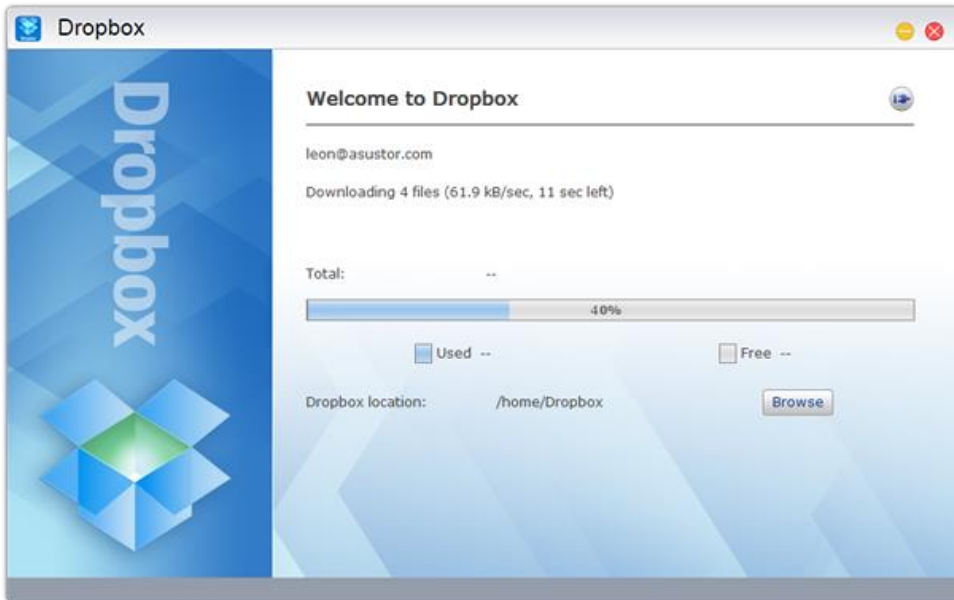 Dropbox
Dropbox
Welcome to Dropbox
leon@asustor.com
Downloading 4 files (61.9 kB/sec, 11 sec left)
Total: --
40%
Used -- Free --
Dropbox location: /home/Dropbox Browse